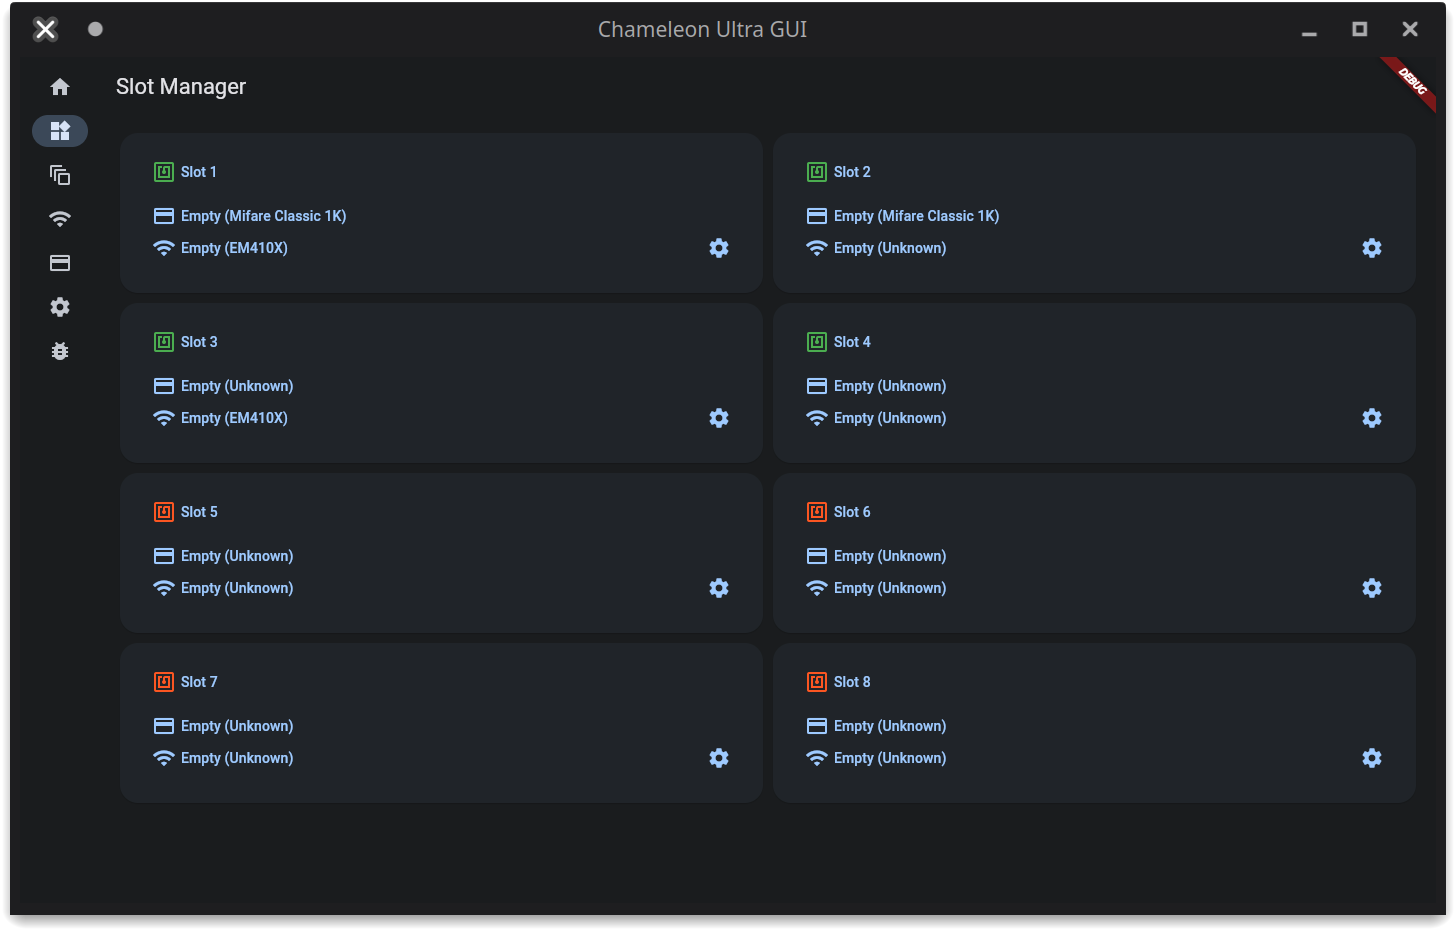 Chameleon Ultra GUI
DEBUG
Slot Manager
Slot 1
Empty (Mifare Classic 1K)
Empty (EM410X)
Slot 2
Empty (Mifare Classic 1K)
Empty (Unknown)
Slot 3
Empty (Unknown)
Empty (EM410X)
Slot 4
Empty (Unknown)
Empty (Unknown)
Slot 5
Empty (Unknown)
Empty (Unknown)
Slot 6
Empty (Unknown)
Empty (Unknown)
Slot 7
Empty (Unknown)
Empty (Unknown)
Slot 8
Empty (Unknown)
Empty (Unknown)